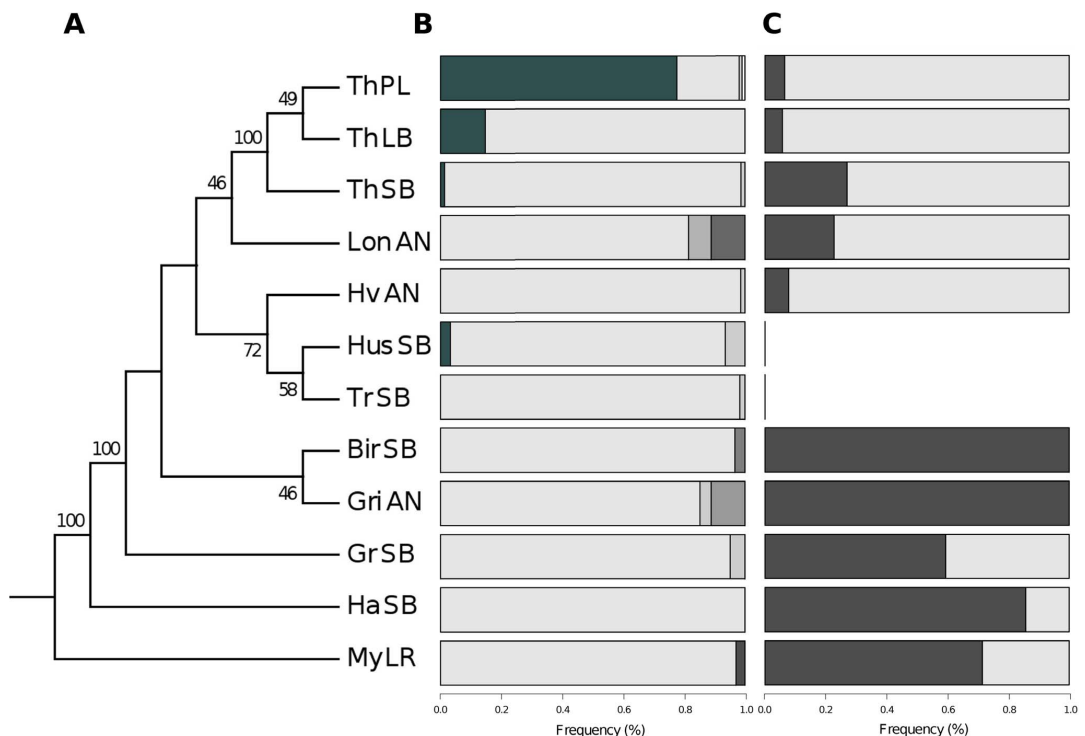 A B C
49 ThPL
ThLB
100
46 ThSB
LonAN
HvAN
72 HusSB
58 TrSB
BirSB
100
46 GriAN
100
GrSB
HaSB
MyLR
0.0 0.2 0.4 0.6 0.8 1.0 0.0 0.2 0.4 0.6 0.8 1.0
Frequency (%) Frequency (%)